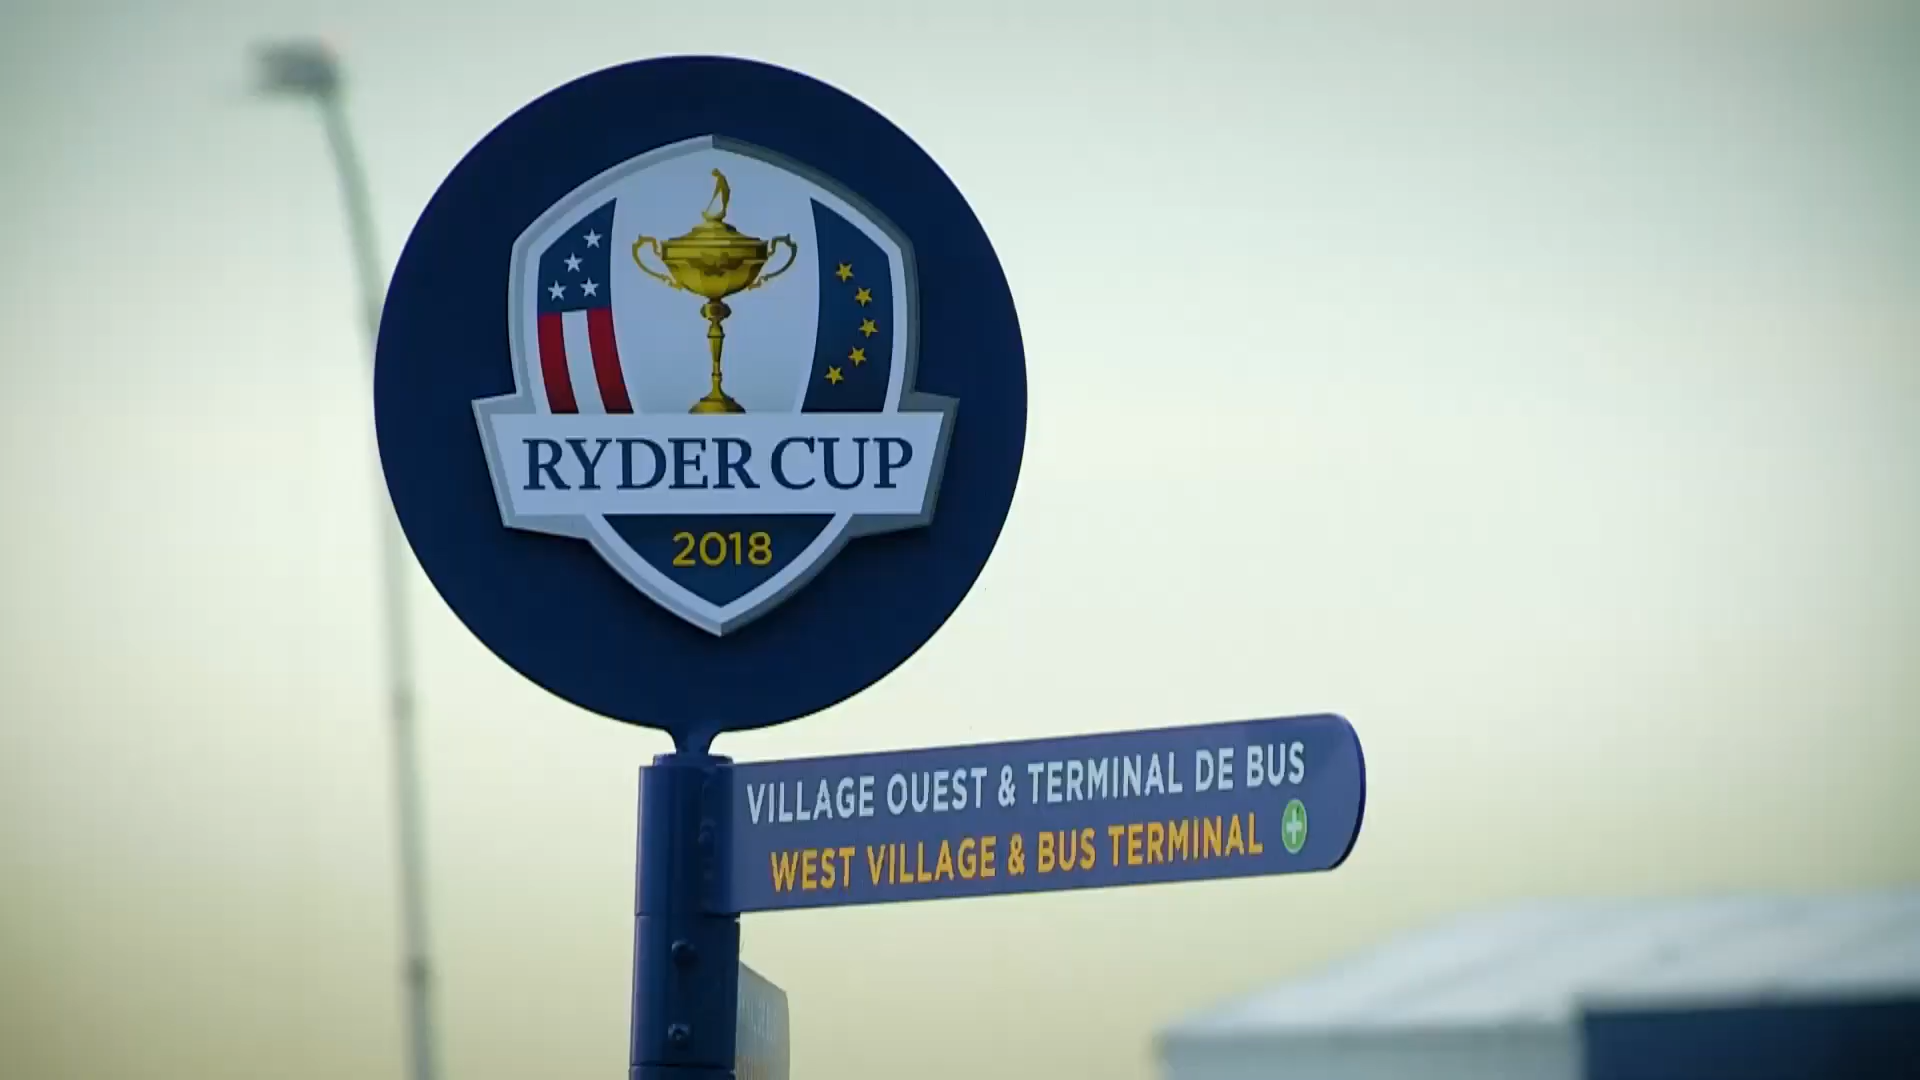 RYDER CUP
2018
VILLAGE OUEST & TERMINAL DE BUS
WEST VILLAGE & BUS TERMINAL